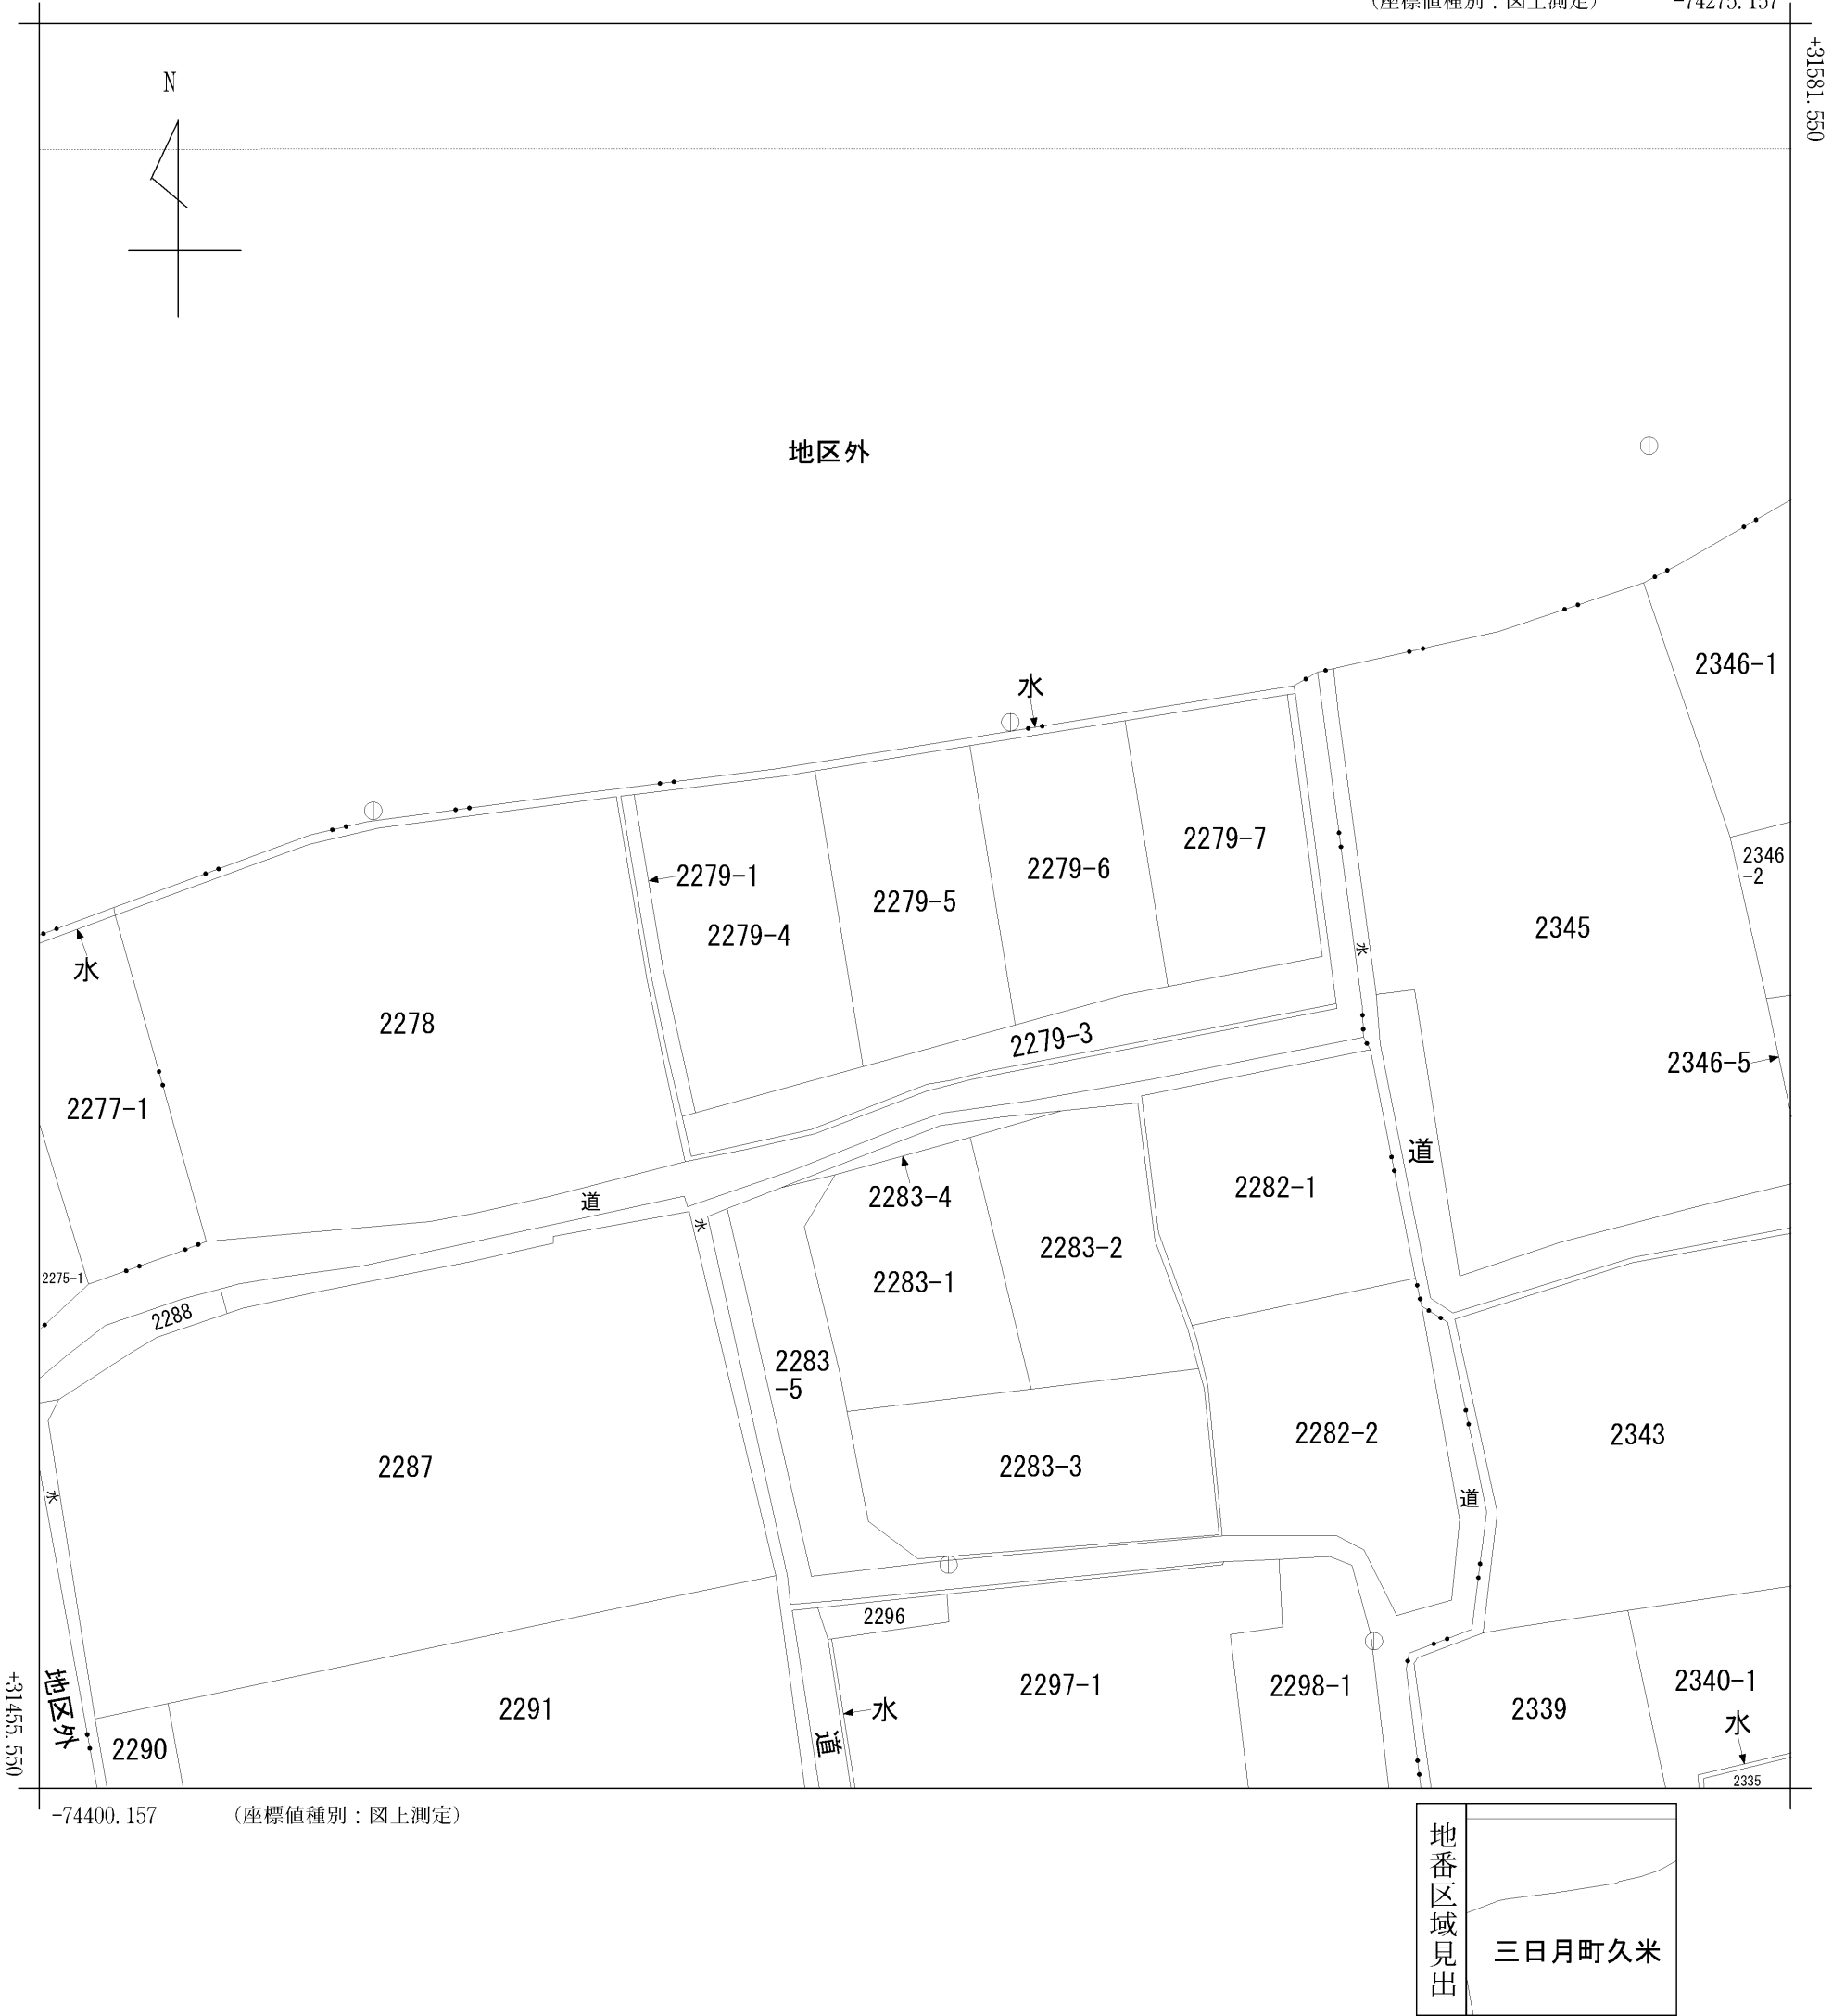 (座標値種別：図上測定) -74275.157
+31581.550
N
地区外
水
2346-1
2279-7
2346
-2
2279-1
2279-6
2279-5
2279-4
2345
水
水
2278
2279-3
2346-5
2277-1
道
2283-4
2282-1
道
水
2283-2
2275-1
2283-1
2288
2283
-5
2282-2
2343
2287
2283-3
水
道
2296
地区外
2297-1
2298-1
2340-1
2291
水
2339
水
2290
道
2335
+31455.550
-74400.157 (座標値種別：図上測定)
地番区域見出
三日月町久米